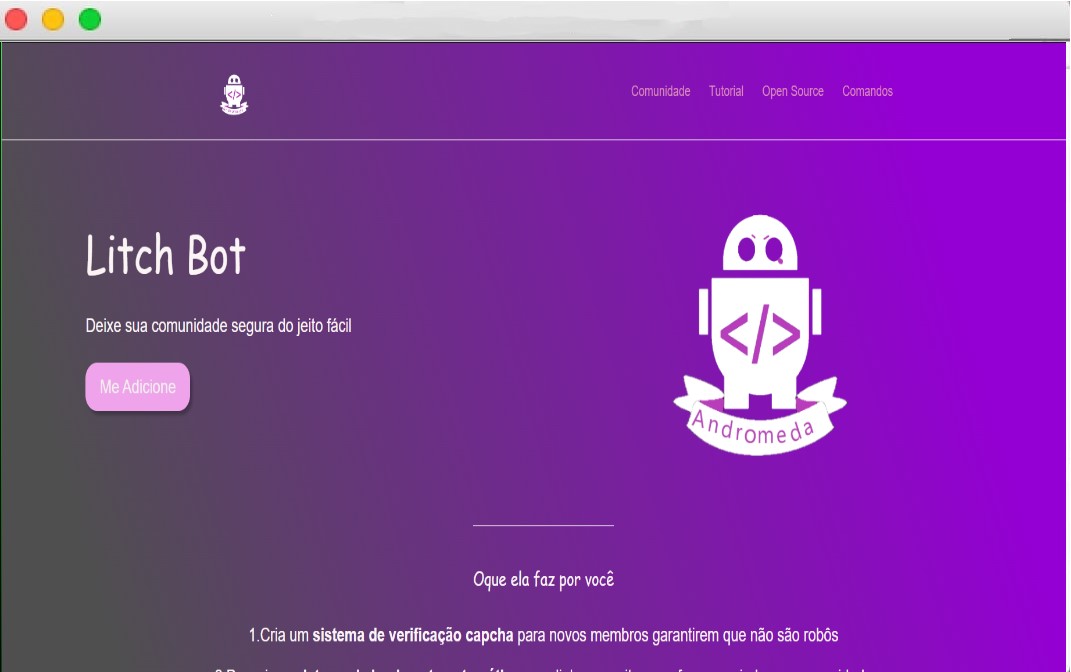 Comunidade Tutorial Open Source Comandos
Litch Bot
Deixe sua comunidade segura do jeito fácil
Me Adicione
Andromeda
Oque ela faz por você
1.Cria um sistema de verificação capcha para novos membros garantirem que não são robôs